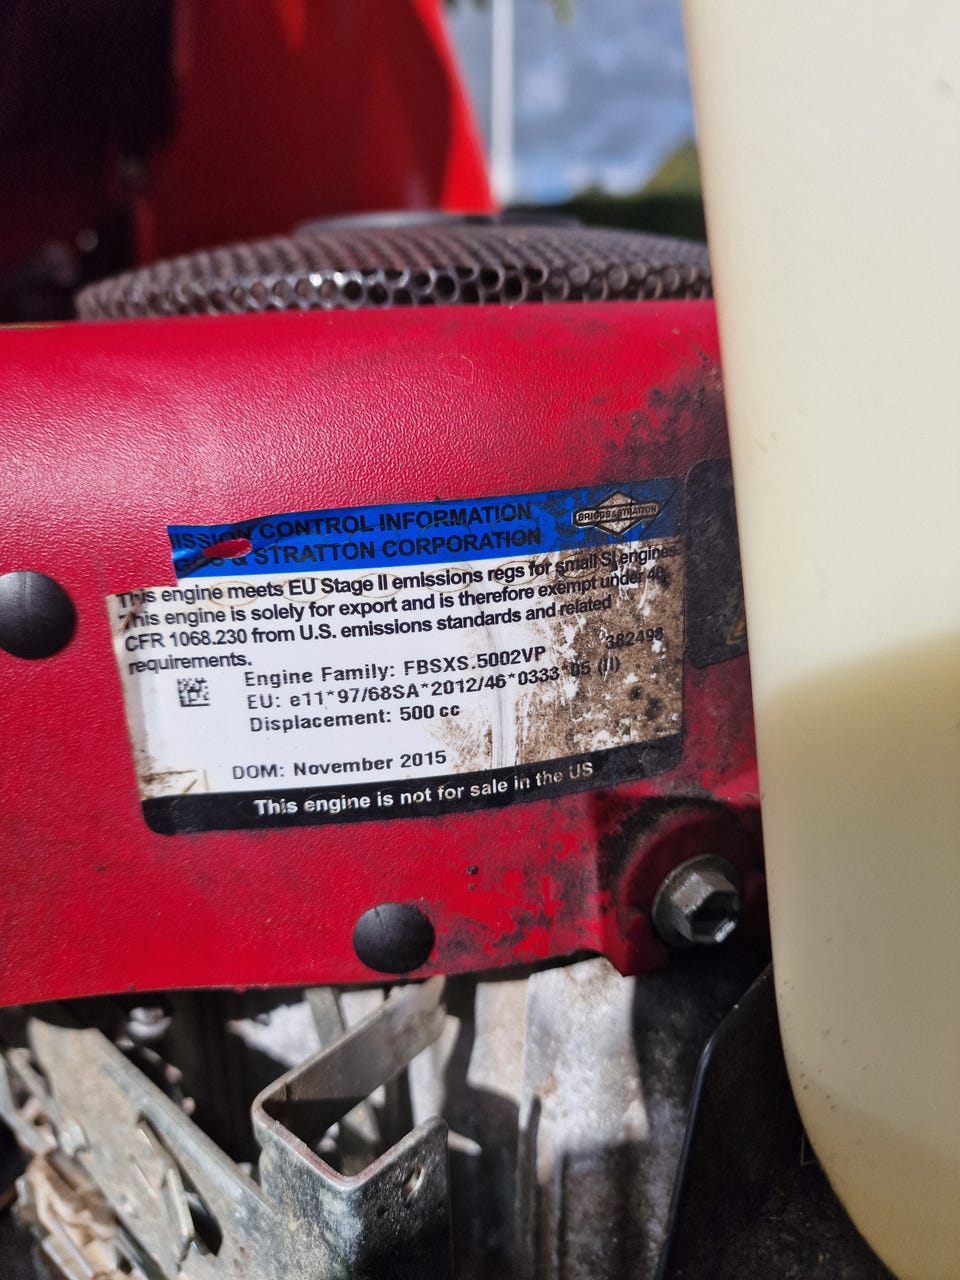 ISSION CONTROL INFORMATION
GGS & STRATTON CORPORATION
BRIGGS&STRATTON
This engine meets EU Stage II emissions regs for small SI engines.
This engine is solely for export and is therefore exempt under 40
CFR 1068.230 from U.S. emissions standards and related
requirements.
382498
Engine Family: FBSXS.5002VP
EU: e11*97/68SA*2012/46*0333*05 (II)
Displacement: 500 cc
DOM: November 2015
This engine is not for sale in the US